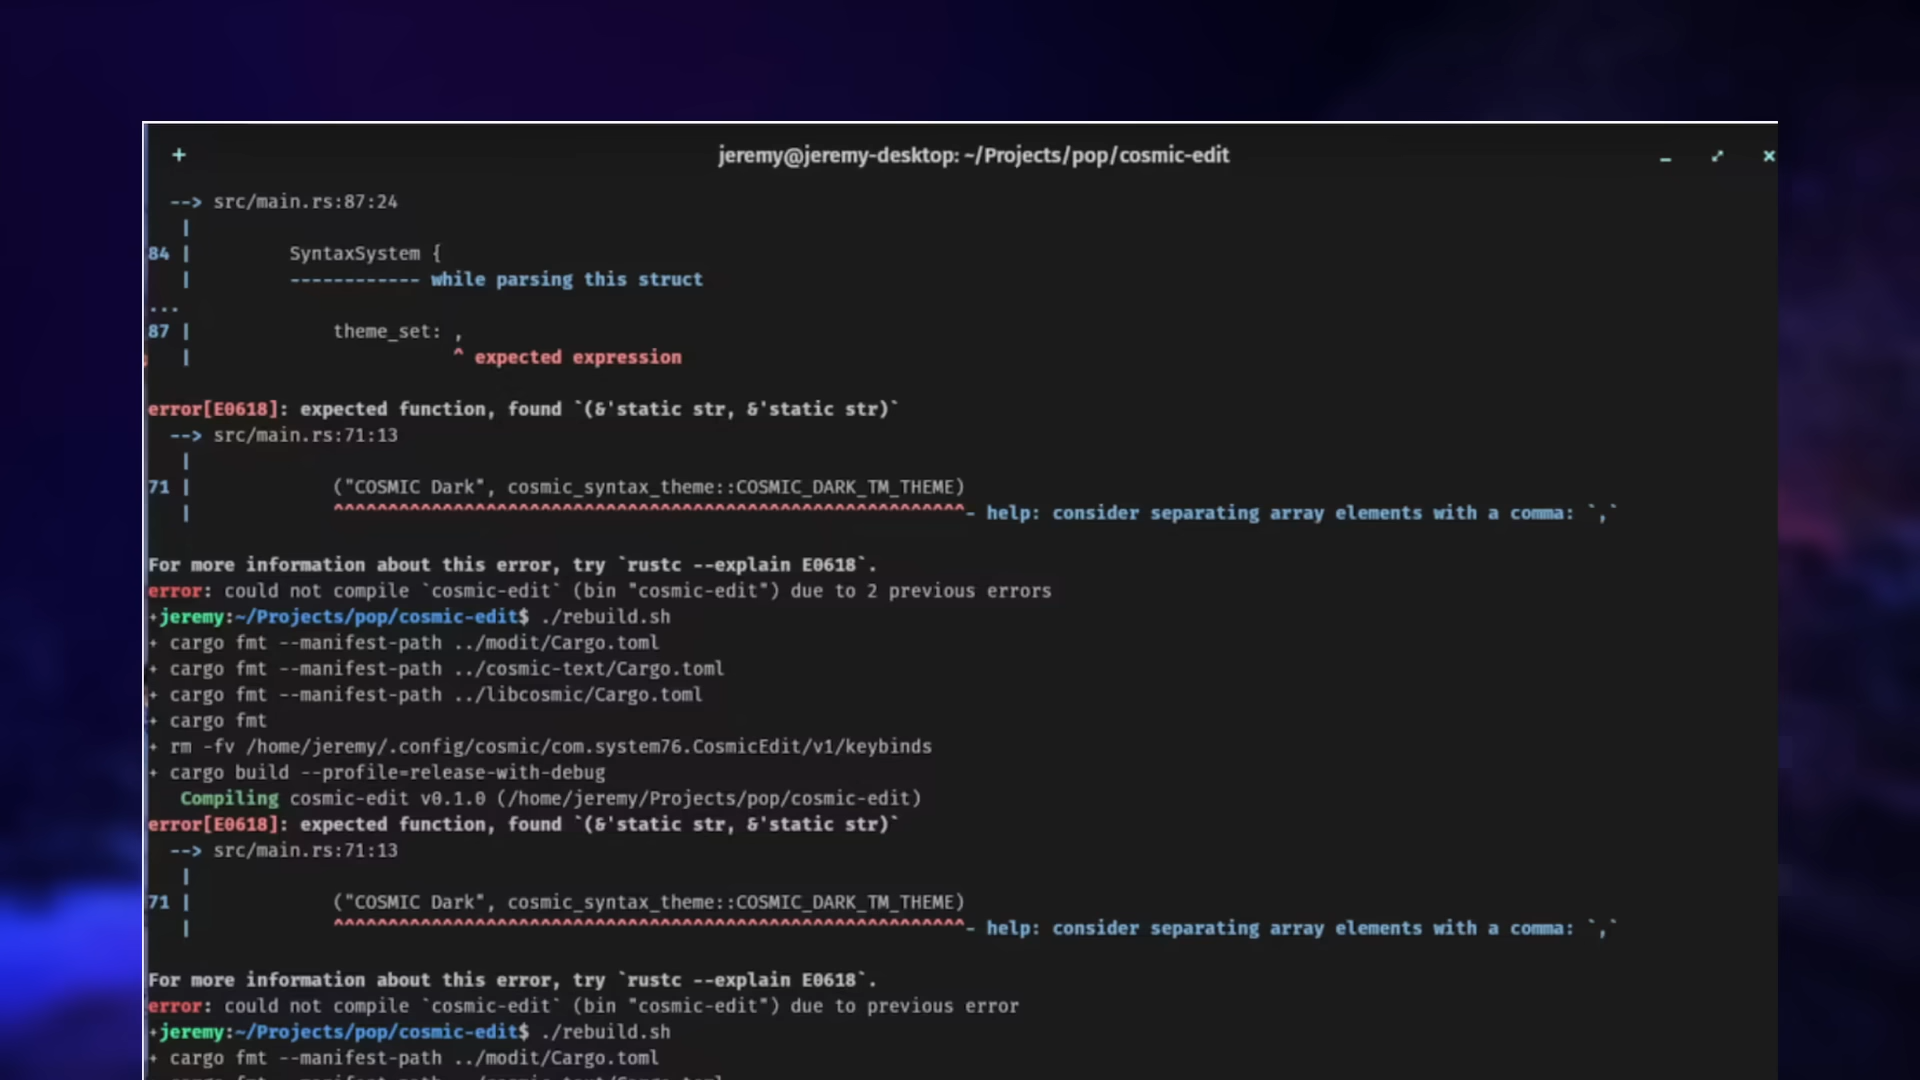 + jeremy@jeremy-desktop: ~/Projects/pop/cosmic-edit
--> src/main.rs:87:24
|
84 | SyntaxSystem {
| ------------ while parsing this struct
...
87 | theme_set: ,
| ^ expected expression
error[E0618]: expected function, found `(&'static str, &'static str)`
--> src/main.rs:71:13
|
71 | ("COSMIC Dark", cosmic_syntax_theme::COSMIC_DARK_TM_THEME)
| ^^^^^^^^^^^^^^^^^^^^^^^^^^^^^^^^^^^^^^^^^^^^^^^^^^^^^^^^^^- help: consider separating array elements with a comma: `,`
For more information about this error, try `rustc --explain E0618`.
error: could not compile `cosmic-edit` (bin "cosmic-edit") due to 2 previous errors
+jeremy:~/Projects/pop/cosmic-edit$ ./rebuild.sh
+ cargo fmt --manifest-path ../modit/Cargo.toml
+ cargo fmt --manifest-path ../cosmic-text/Cargo.toml
+ cargo fmt --manifest-path ../libcosmic/Cargo.toml
+ cargo fmt
+ rm -fv /home/jeremy/.config/cosmic/com.system76.CosmicEdit/v1/keybinds
+ cargo build --profile=release-with-debug
Compiling cosmic-edit v0.1.0 (/home/jeremy/Projects/pop/cosmic-edit)
error[E0618]: expected function, found `(&'static str, &'static str)`
--> src/main.rs:71:13
|
71 | ("COSMIC Dark", cosmic_syntax_theme::COSMIC_DARK_TM_THEME)
| ^^^^^^^^^^^^^^^^^^^^^^^^^^^^^^^^^^^^^^^^^^^^^^^^^^^^^^^^^^- help: consider separating array elements with a comma: `,`
For more information about this error, try `rustc --explain E0618`.
error: could not compile `cosmic-edit` (bin "cosmic-edit") due to previous error
+jeremy:~/Projects/pop/cosmic-edit$ ./rebuild.sh
+ cargo fmt --manifest-path ../modit/Cargo.toml